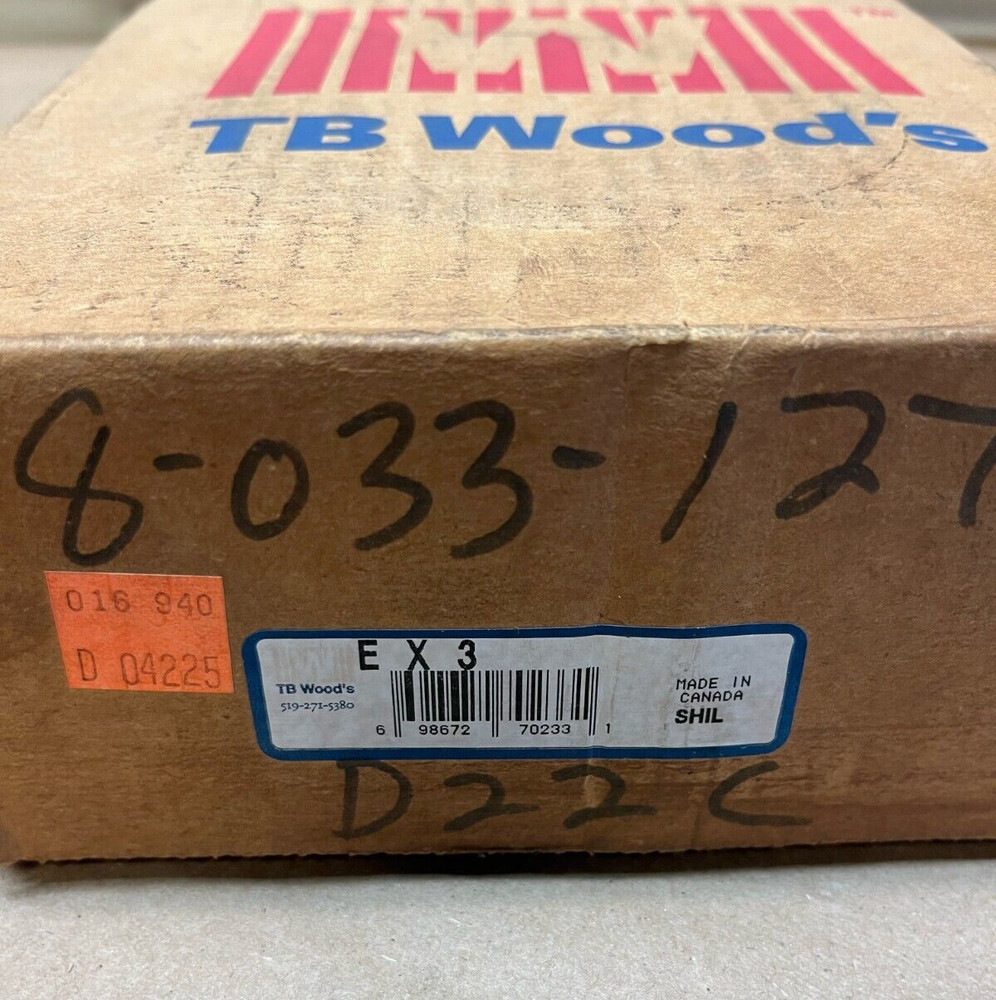 TM
TB Wood's
8-033-127
016 940
D 04225
E X 3
TB Wood's
519-271-5380
MADE IN
CANADA
SHIL
6 98672 70233 1
D22C